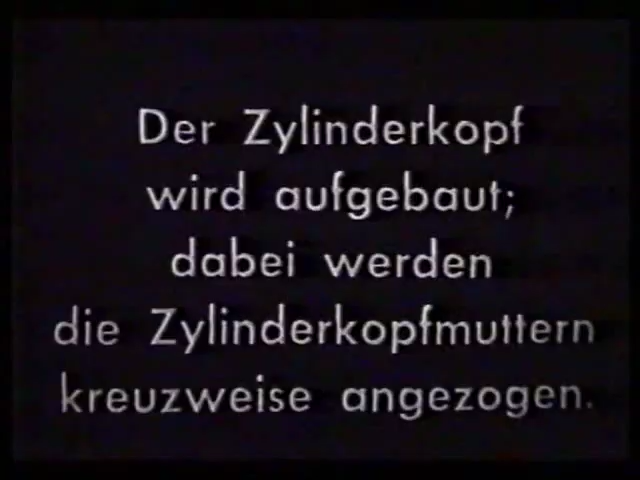 Der Zylinderkopf
wird aufgebaut;
dabei werden
die Zylinderkopfmuttern
kreuzweise angezogen.